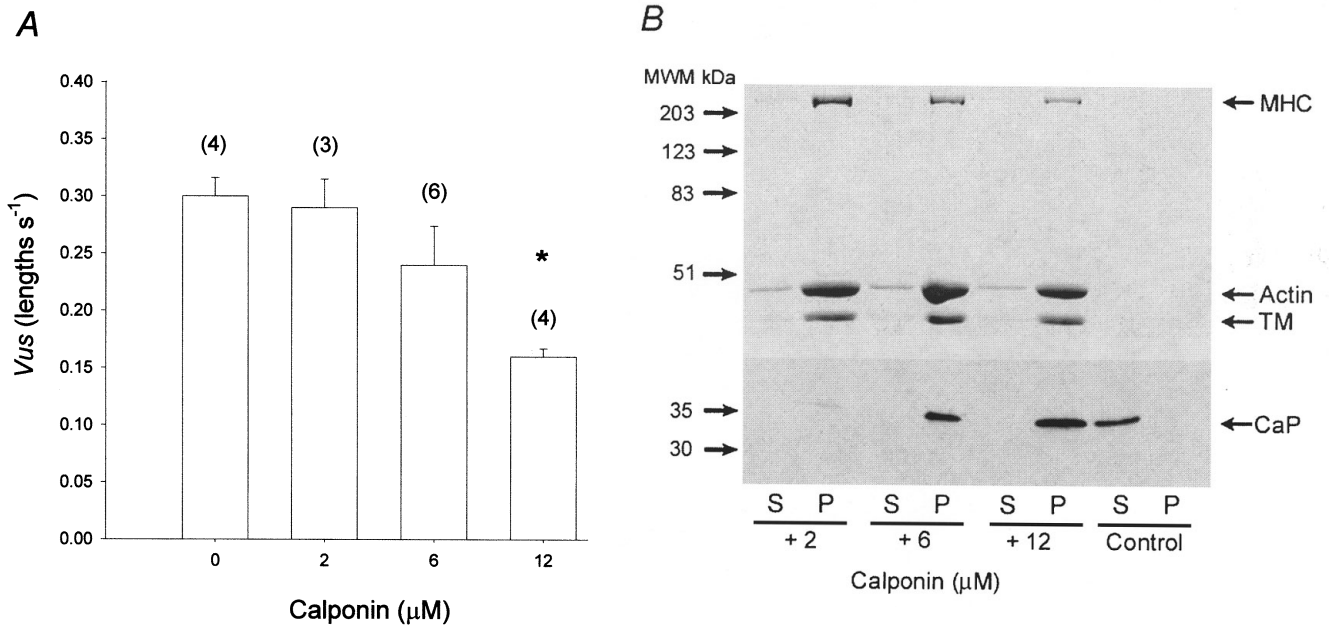 A
Vus (lengths s-1)
0.40
0.35
0.30
0.25
0.20
0.15
0.10
0.05
0.00
(4)
(3)
(6)
*
(4)
0 2 6 12
Calponin (μM)
B
MWM kDa
203
123
83
51
35
30
MHC
Actin
TM
CaP
S P S P S P S P
+ 2 + 6 + 12 Control
Calponin (μM)